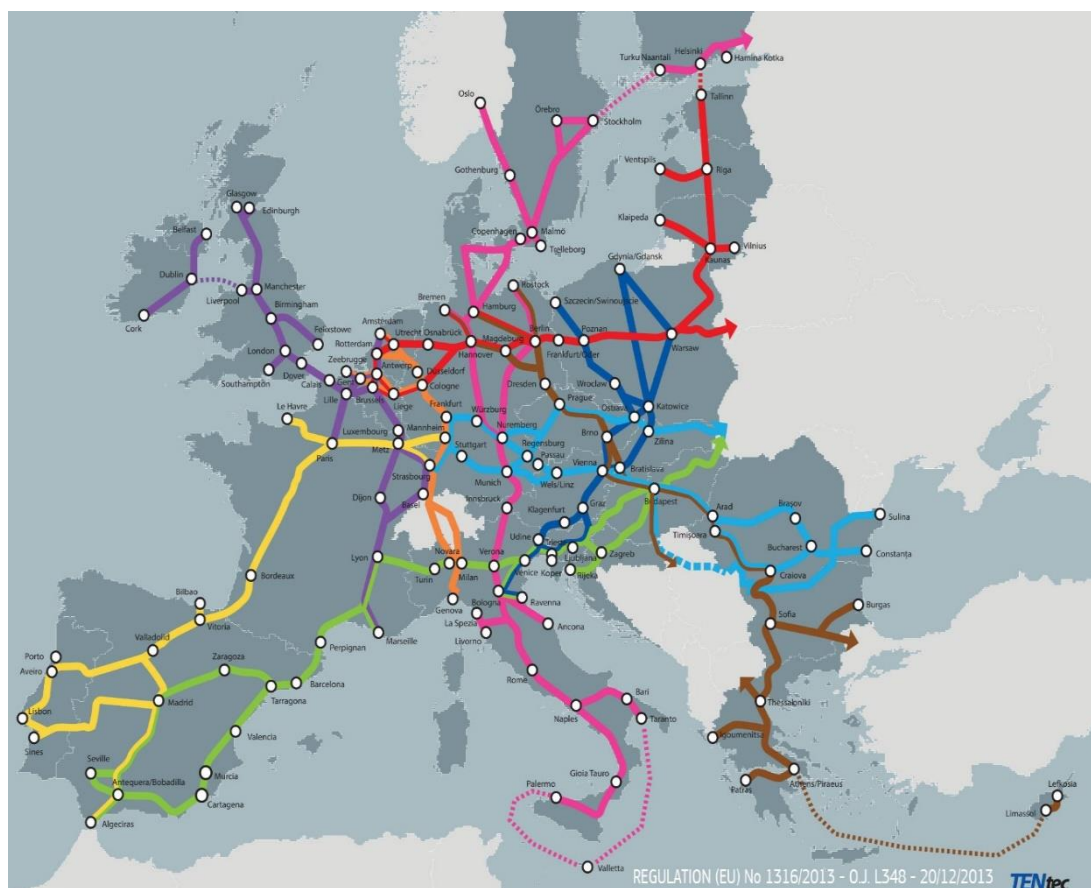 Helsinki
Turku Naantali
Hamina Kotka
Oslo
Örebro
Stockholm
Tallinn
Ventspils
Riga
Gothenburg
Glasgow
Edinburgh
Klaipeda
Belfast
Copenhagen
Malmö
Trelleborg
Vilnius
Kaunas
Gdynia/Gdansk
Dublin
Manchester
Liverpool
Rostock
Bremen
Szczecin/Swinoujscie
Birmingham
Hamburg
Cork
Felistowe
Amsterdam
Utrecht
Osnabrück
Magdeburg
Berlin
Poznan
Warsaw
Rotterdam
Hannover
Frankfurt/Oder
London
Zeebrugge
Antwerp
Düsseldorf
Southampton
Dover
Calais
Gent
Cologne
Dresden
Wrocław
Lille
Brussels
Liege
Prague
Katowice
Le Havre
Frankfurt
Ostrava
Luxembourg
Mannheim
Würzburg
Nuremberg
Brno
Zilina
Paris
Metz
Stuttgart
Regensburg
Passau
Vienna
Bratislava
Strasbourg
Munich
Wels/Linz
Dijon
Basel
Innsbruck
Graz
Budapest
Klagenfurt
Arad
Braşov
Sulina
Timişoara
Udine
Lyon
Novara
Verona
Trieste
Ljubljana
Zagreb
Bucharest
Constanţa
Turin
Milan
Venice
Koper
Rijeka
Craiova
Bordeaux
Genova
Bologna
Ravenna
Bilbao
La Spezia
Burgas
Vitoria
Livorno
Ancona
Sofia
Marseille
Valladolid
Perpignan
Porto
Zaragoza
Aveiro
Rome
Barcelona
Madrid
Tarragona
Bari
Thessaloniki
Lisbon
Naples
Taranto
Sines
Valencia
Igoumenitsa
Seville
Murcia
Gioia Tauro
Antequera/Bobadilla
Palermo
Athens/Piraeus
Patras
Lefkosia
Cartagena
Limassol
Algeciras
Valletta
REGULATION (EU) No 1316/2013 - O.J. L348 - 20/12/2013
TENtec